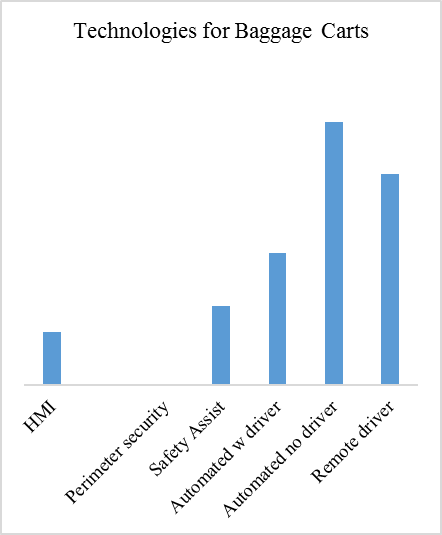 Technologies for Baggage Carts
HMI
Perimeter security
Safety Assist
Automated w driver
Automated no driver
Remote driver